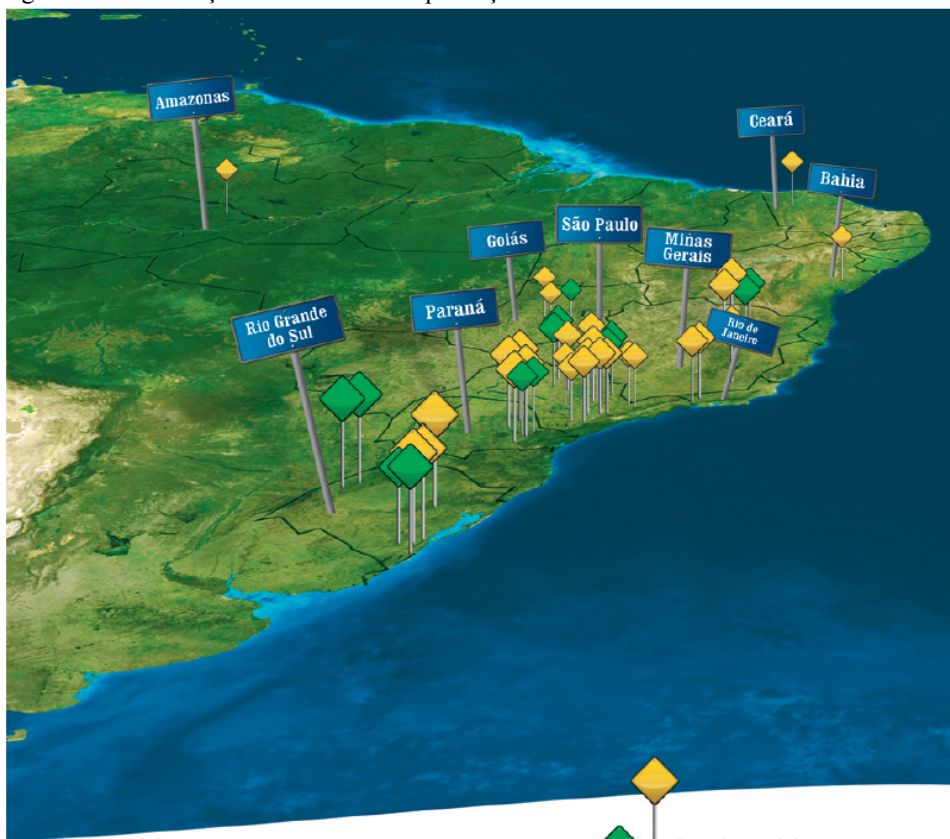 Amazonas
Ceará
Bahia
São Paulo
Goiás
Minas
Gerais
Paraná
Rio Grande
do Sul
Rio de
Janeiro